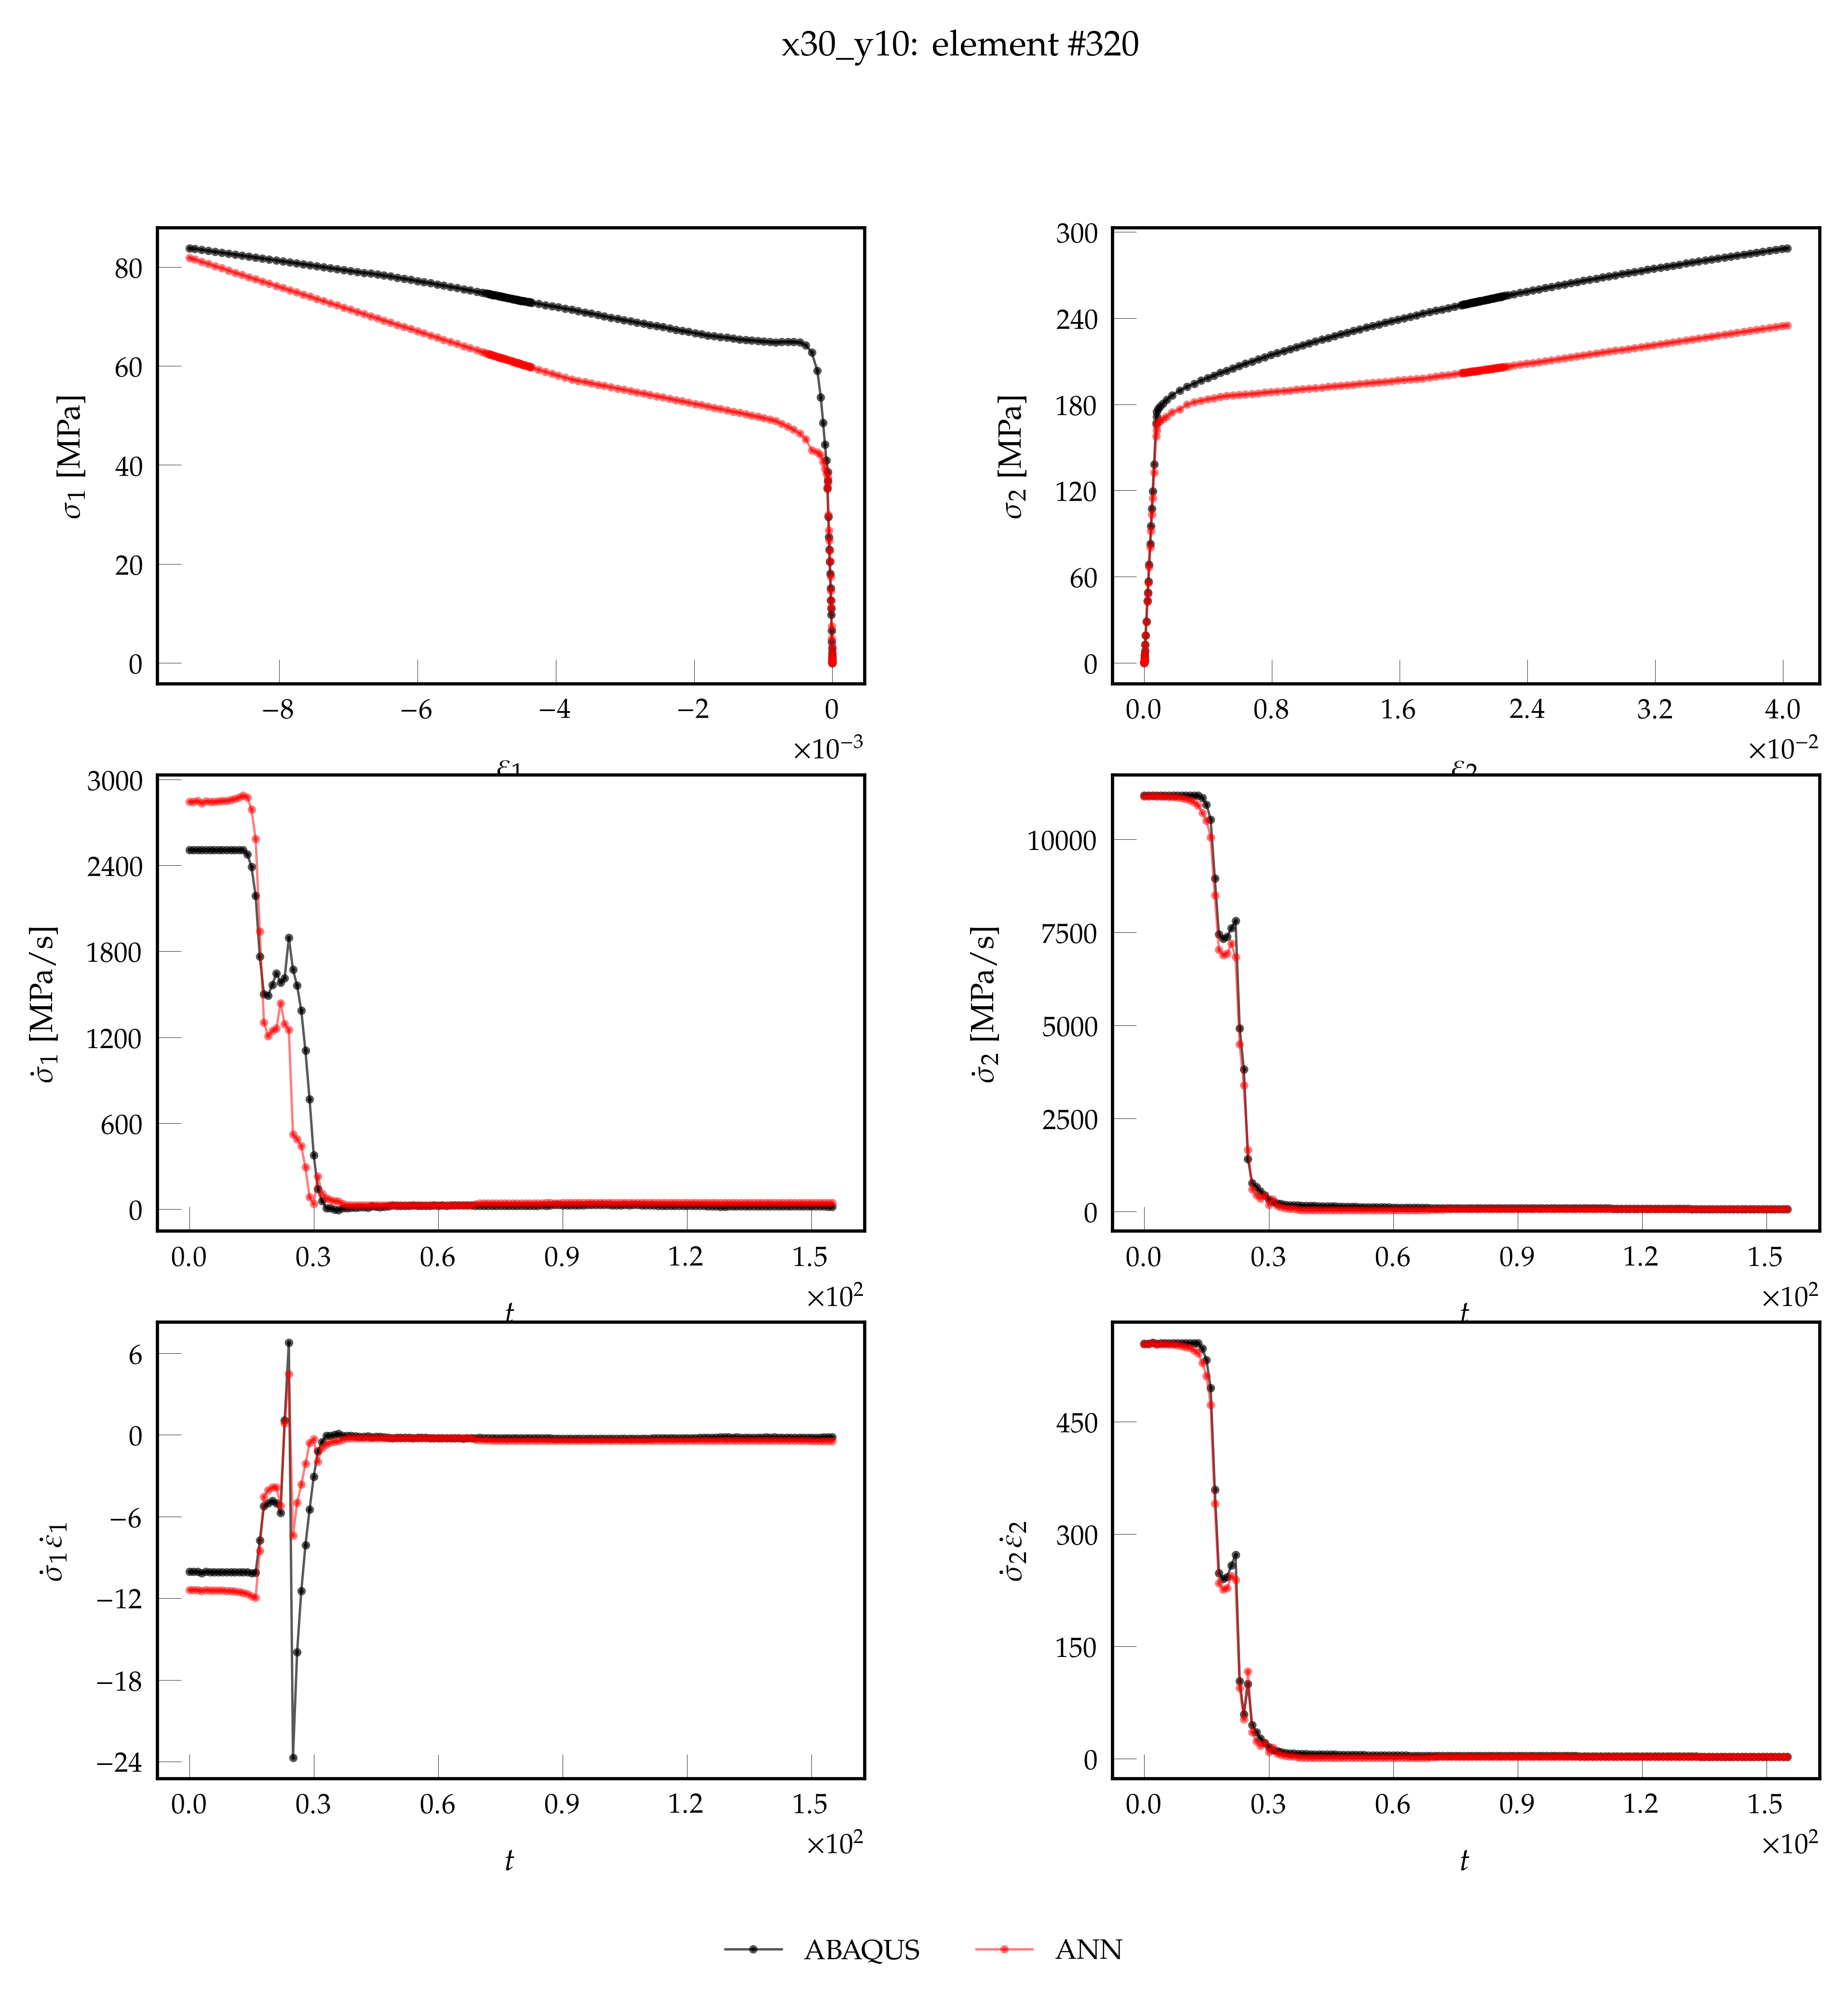 x30_y10: element #320
σ1 [MPa]
80
60
40
20
0
−8 −6 −4 −2 0
×10−3
ε1
σ2 [MPa]
300
240
180
120
60
0
0.0 0.8 1.6 2.4 3.2 4.0
×10−2
ε2
σ̇1 [MPa/s]
3000
2400
1800
1200
600
0
0.0 0.3 0.6 0.9 1.2 1.5
×10²
t
σ̇2 [MPa/s]
10000
7500
5000
2500
0
0.0 0.3 0.6 0.9 1.2 1.5
×10²
t
σ̇1ε̇1
6
0
−6
−12
−18
−24
0.0 0.3 0.6 0.9 1.2 1.5
×10²
t
σ̇2ε̇2
450
300
150
0
0.0 0.3 0.6 0.9 1.2 1.5
×10²
t
ABAQUS ANN